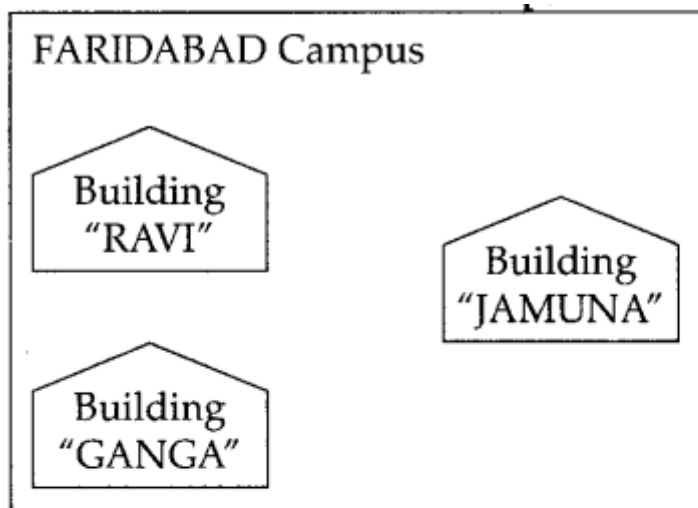 FARIDABAD Campus
Building
“RAVI”
Building
“JAMUNA”
Building
“GANGA”